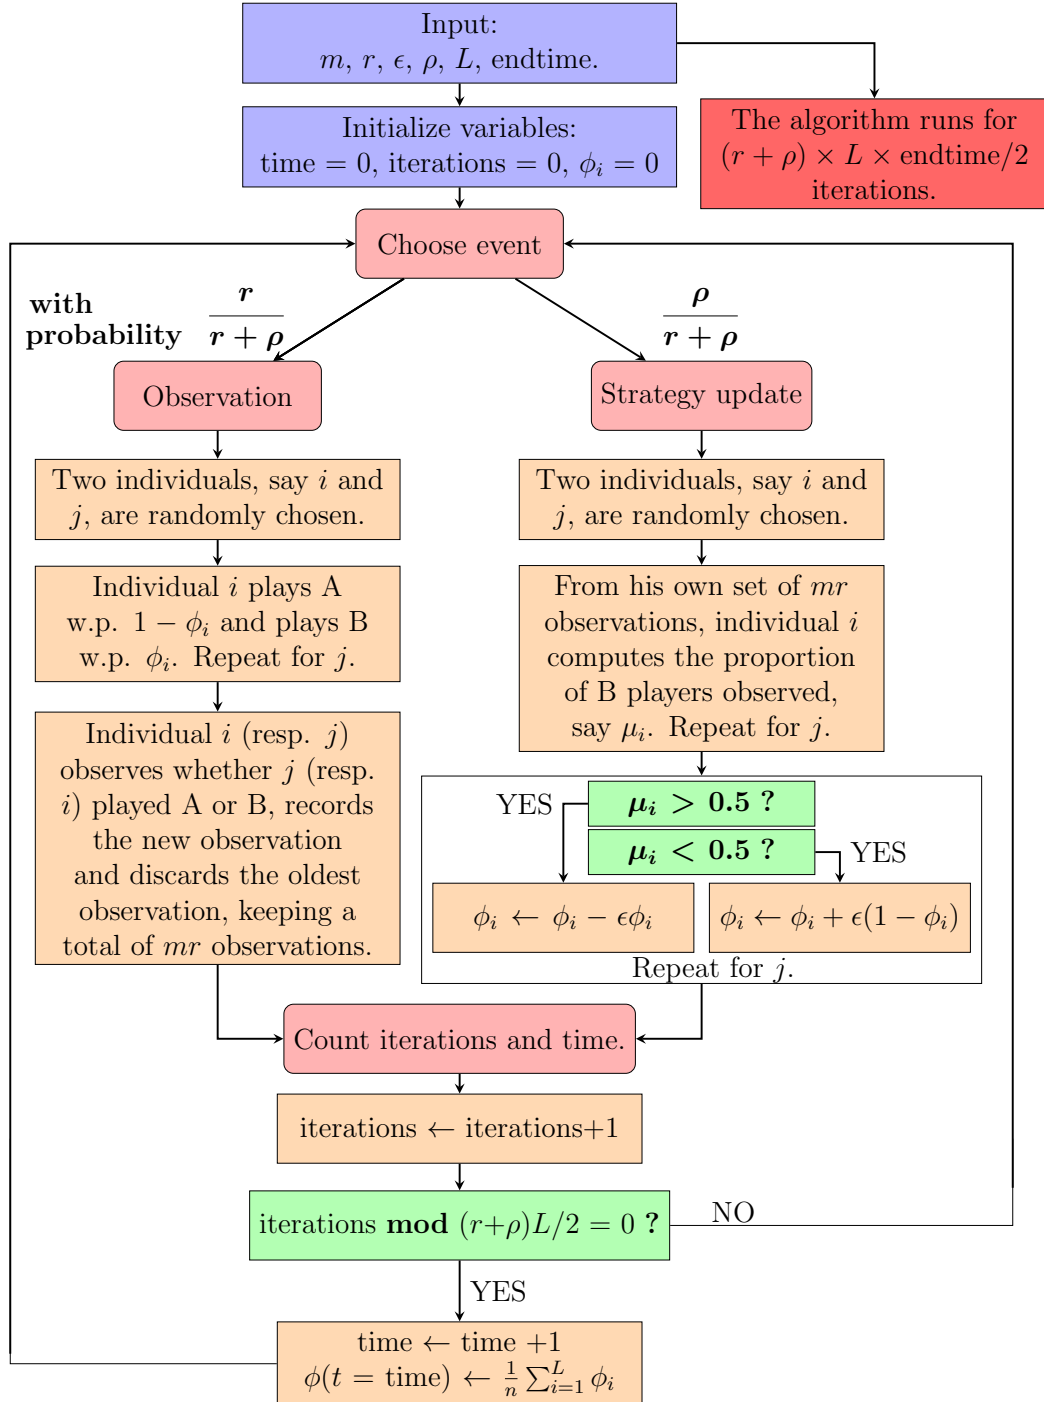 Input:
m, r, ϵ, ρ, L, endtime.
The algorithm runs for
(r + ρ) × L × endtime/2
iterations.
Initialize variables:
time = 0, iterations = 0, ϕ_i = 0
Choose event
with
probability
r/(r + ρ)
ρ/(r + ρ)
Observation
Two individuals, say i and
j, are randomly chosen.
Individual i plays A
w.p. 1 − ϕ_i and plays B
w.p. ϕ_i. Repeat for j.
Individual i (resp. j)
observes whether j (resp.
i) played A or B, records
the new observation
and discards the oldest
observation, keeping a
total of mr observations.
Strategy update
Two individuals, say i and
j, are randomly chosen.
From his own set of mr
observations, individual i
computes the proportion
of B players observed,
say μ_i. Repeat for j.
YES
μ_i > 0.5 ?
μ_i < 0.5 ?
YES
ϕ_i ← ϕ_i − ϵϕ_i
ϕ_i ← ϕ_i + ϵ(1 − ϕ_i)
Repeat for j.
Count iterations and time.
iterations ← iterations+1
iterations mod (r+ρ)L/2 = 0 ?
NO
YES
time ← time +1
ϕ(t = time) ← 1/n ∑_{i=1}^{L} ϕ_i